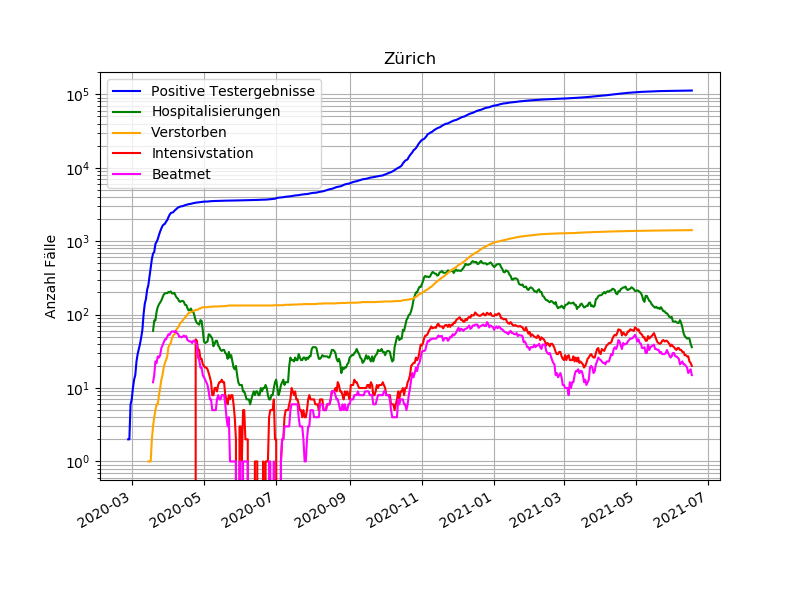 Zürich
Positive Testergebnisse
Hospitalisierungen
Verstorben
Intensivstation
Beatmet
Anzahl Fälle
10^5
10^4
10^3
10^2
10^1
10^0
2020-03
2020-05
2020-07
2020-09
2020-11
2021-01
2021-03
2021-05
2021-07